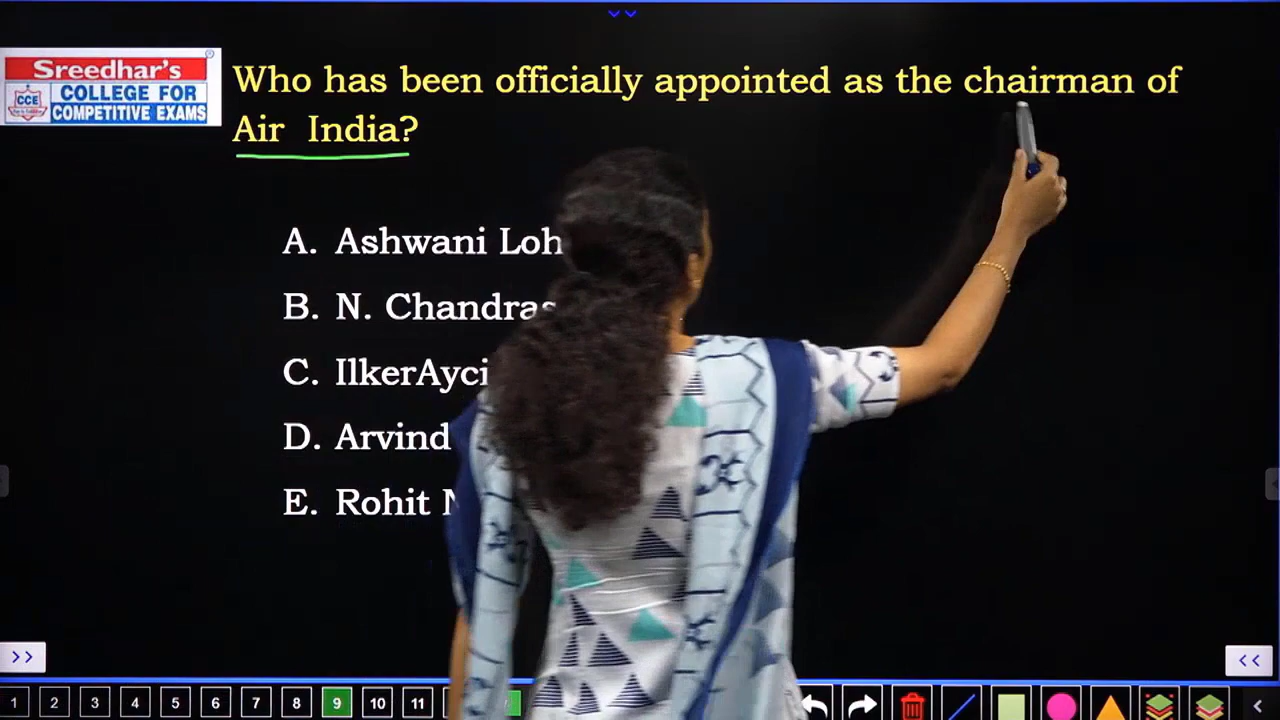 Sreedhar's
COLLEGE FOR
CCE
COMPETITIVE EXAMS
Who has been officially appointed as the chairman of
Air India?
A. Ashwani Loh
B. N. Chandras
C. IlkerAyci
D. Arvind
E. Rohit
>>
<<
1 2 3 4 5 6 7 8 9 10 11